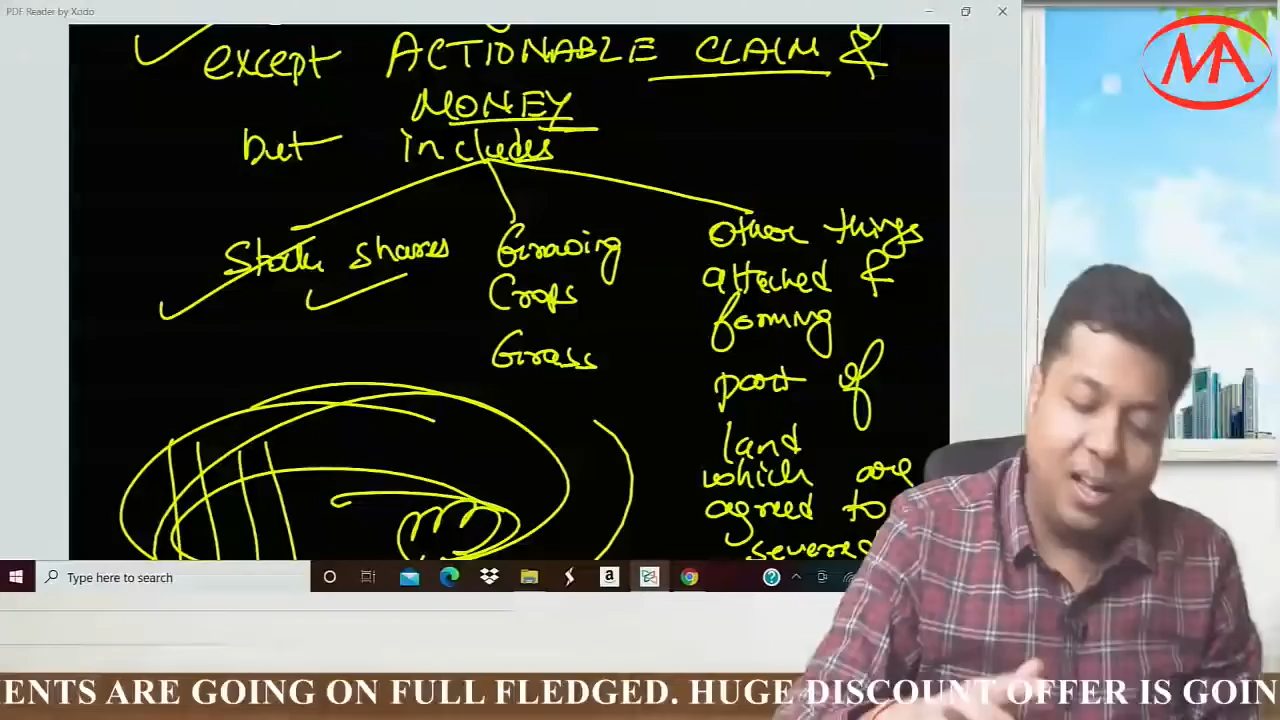 PDF Reader by Xodo
MA
except ACTIONABLE CLAIM &
MONEY
but includes
Stock shares
Growing
Crops
Grass
Other things
attached &
forming
part of
land
which are
agreed to
severed
Type here to search
ENTS ARE GOING ON FULL FLEDGED. HUGE DISCOUNT OFFER IS GOIN